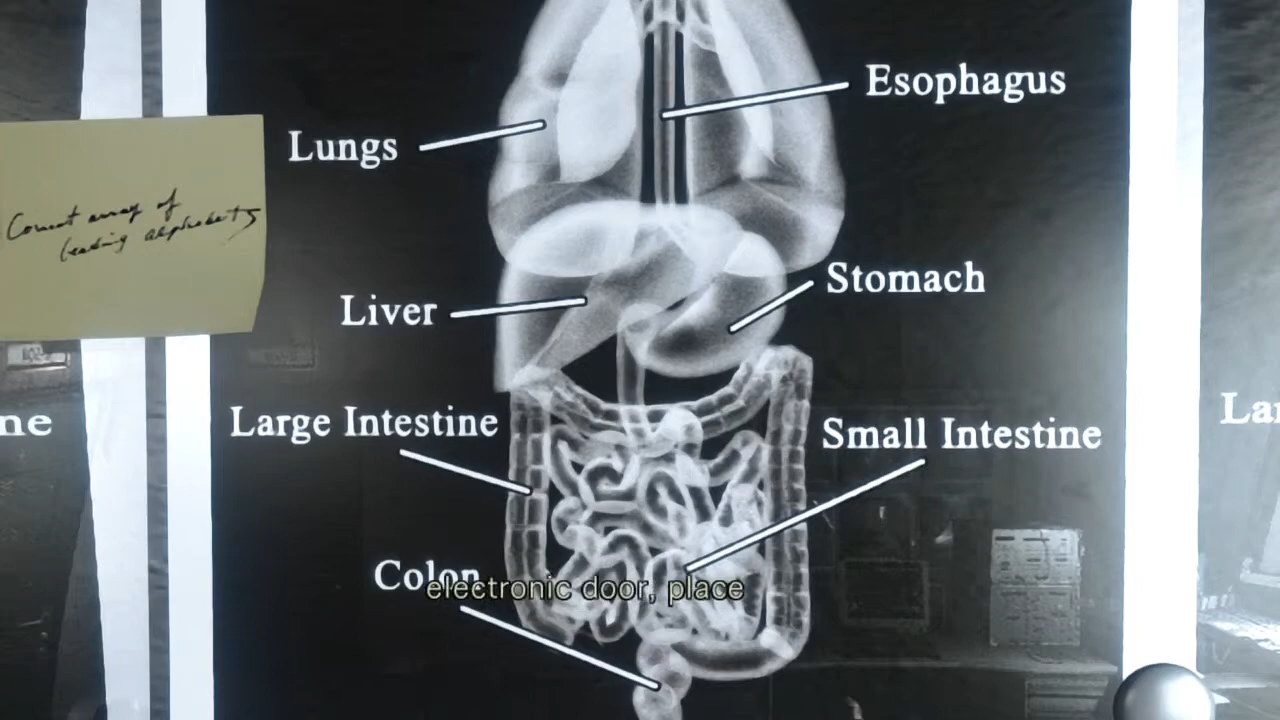 Esophagus
Lungs
Correct array of
leading alphabets
Stomach
Liver
ne
Large Intestine
Small Intestine
La
Colon
electronic door, place